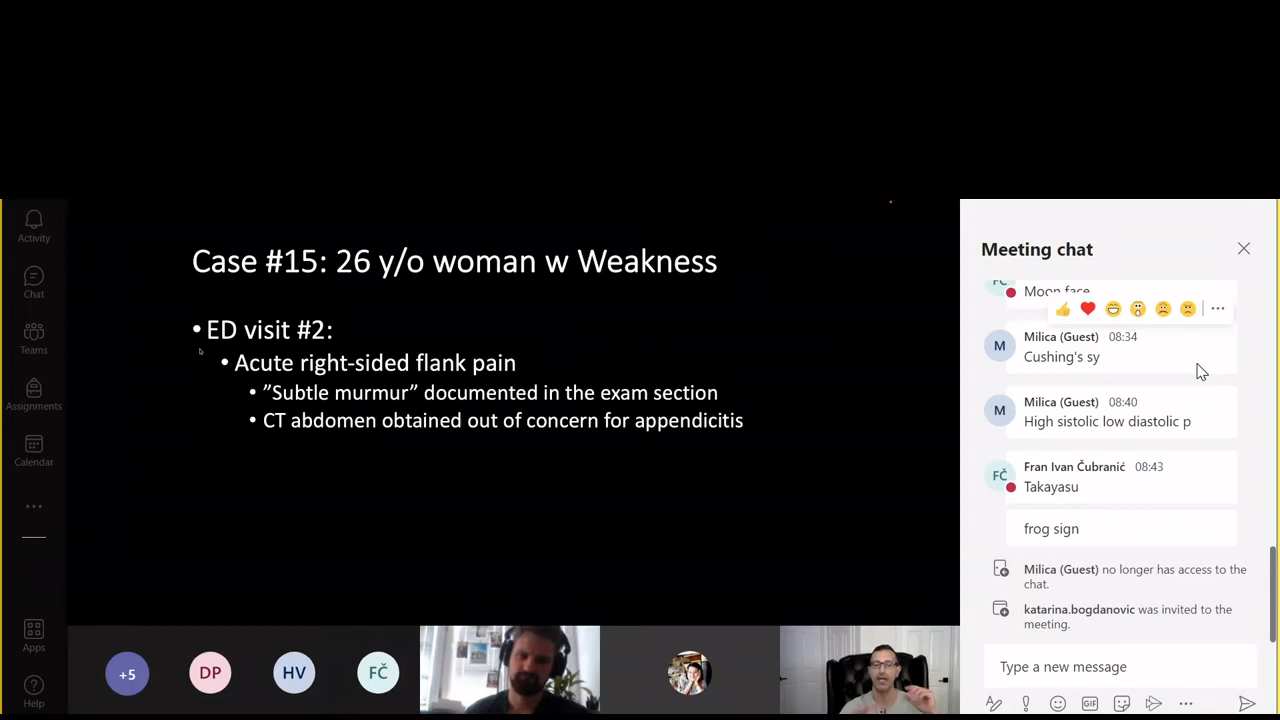 Activity
Chat
Teams
Assignments
Calendar
Apps
Help
Case #15: 26 y/o woman w Weakness
• ED visit #2:
• Acute right-sided flank pain
• ”Subtle murmur” documented in the exam section
• CT abdomen obtained out of concern for appendicitis
+5
DP
HV
FČ
Meeting chat
FČ
Moon face
M
Milica (Guest) 08:34
Cushing's sy
M
Milica (Guest) 08:40
High sistolic low diastolic p
FČ
Fran Ivan Čubranić 08:43
Takayasu
frog sign
Milica (Guest) no longer has access to the
chat.
katarina.bogdanovic was invited to the
meeting.
Type a new message
GIF